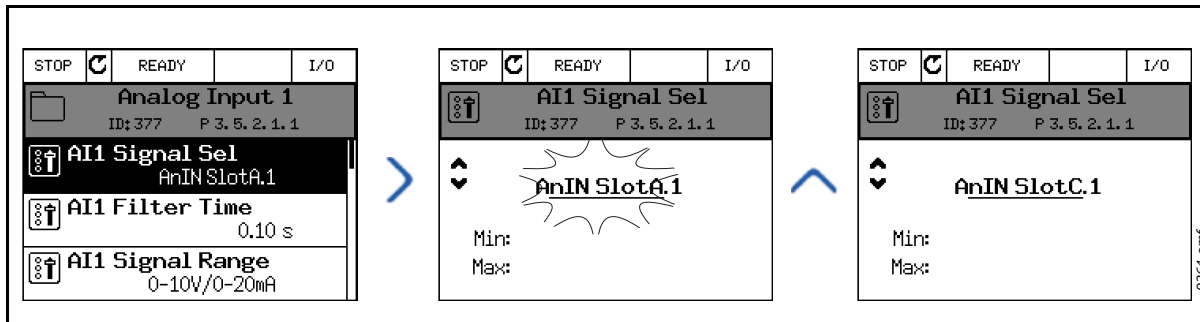 STOP READY I/O
Analog Input 1
ID:377 P3.5.2.1.1
AI1 Signal Sel
AnIN SlotA.1
AI1 Filter Time
0.10 s
AI1 Signal Range
0-10V/0-20mA
STOP READY I/O
AI1 Signal Sel
ID:377 P3.5.2.1.1
AnIN SlotA.1
Min:
Max:
STOP READY I/O
AI1 Signal Sel
ID:377 P3.5.2.1.1
AnIN SlotC.1
Min:
Max: